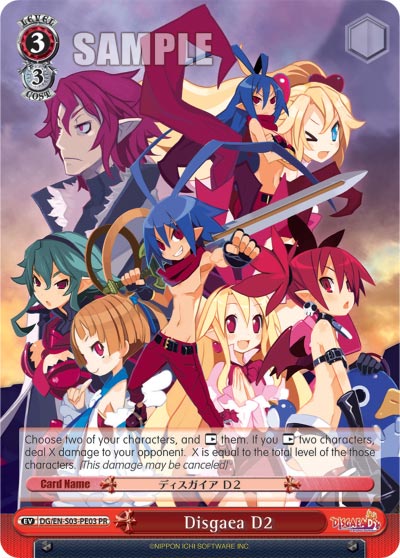 LEVEL
3
3
COST
SAMPLE
Choose two of your characters, and them. If you two characters,
deal X damage to your opponent. X is equal to the total level of those
characters. (This damage may be canceled)
Card Name ディスガイア D2
EV DG/EN-S03-PE03 PR Disgaea D2 DISGAEA D2
©NIPPON ICHI SOFTWARE INC.